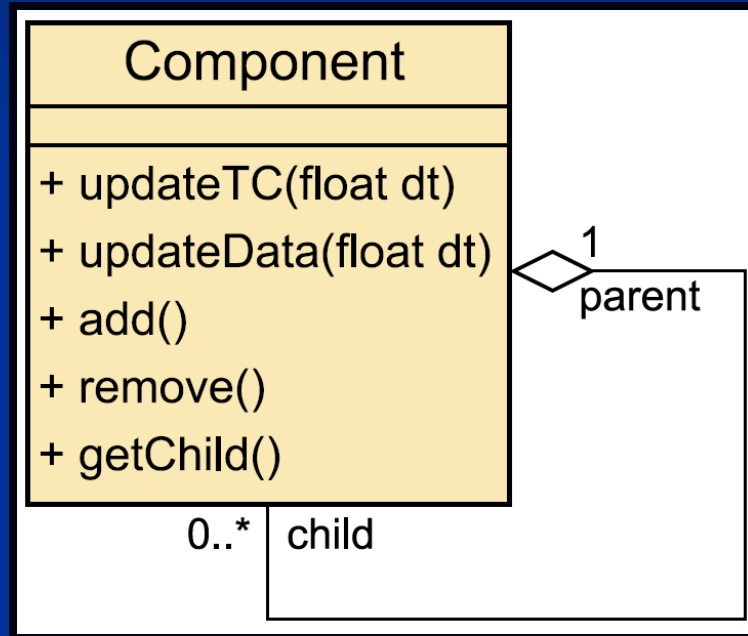 Component
+ updateTC(float dt)
+ updateData(float dt)
+ add()
+ remove()
+ getChild()
1
parent
0..*
child